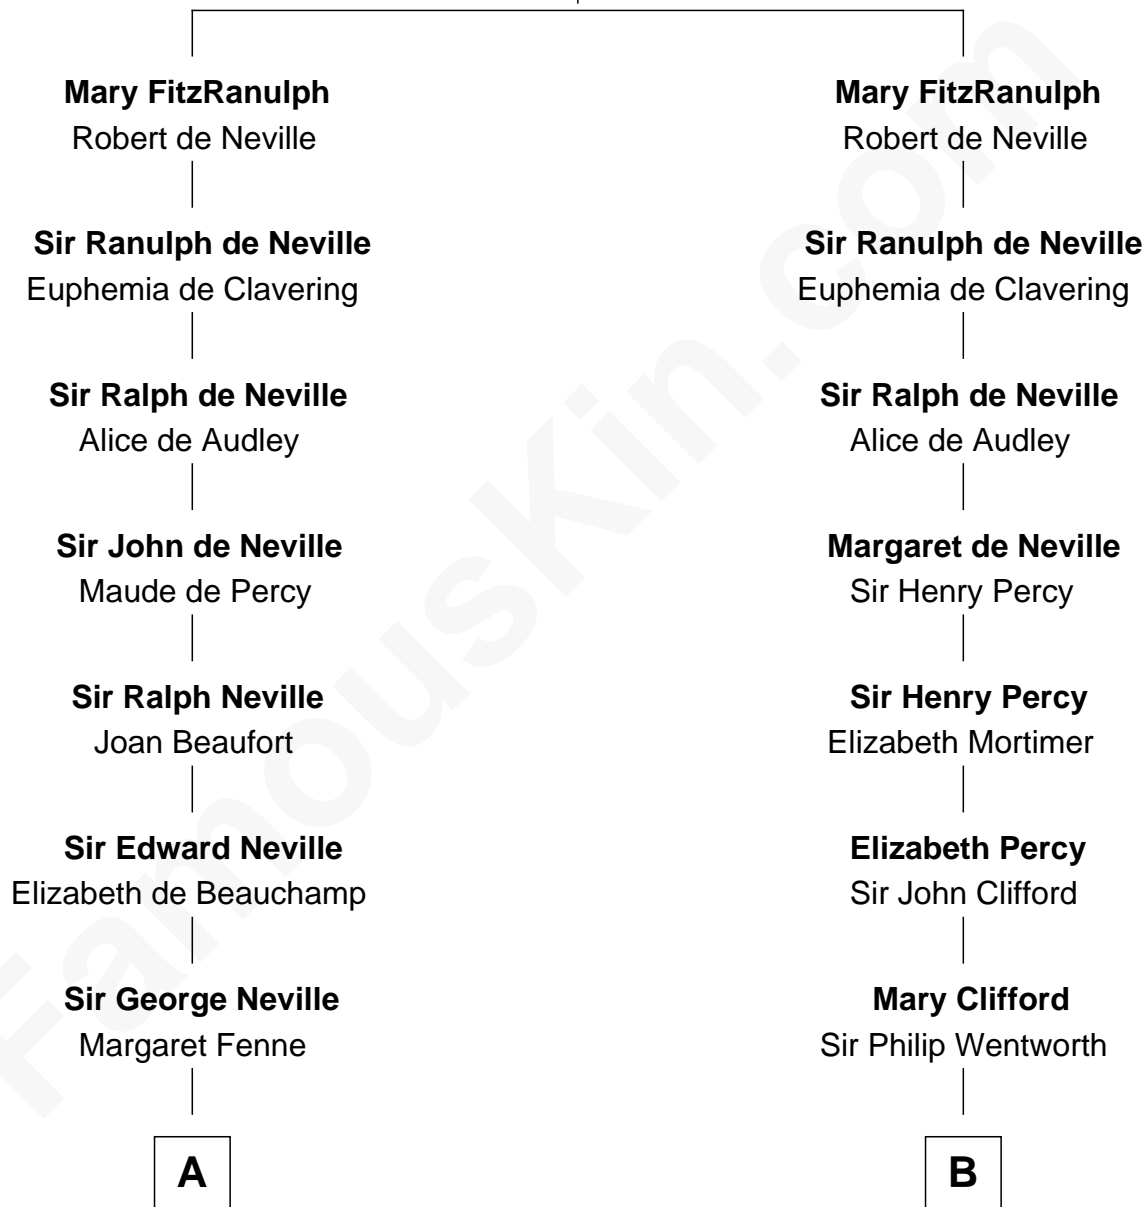 Mary FitzRanulph
Robert de Neville
Sir Ranulph de Neville
Euphemia de Clavering
Sir Ralph de Neville
Alice de Audley
Sir John de Neville
Maude de Percy
Sir Ralph Neville
Joan Beaufort
Sir Edward Neville
Elizabeth de Beauchamp
Sir George Neville
Margaret Fenne
A
Mary FitzRanulph
Robert de Neville
Sir Ranulph de Neville
Euphemia de Clavering
Sir Ralph de Neville
Alice de Audley
Margaret de Neville
Sir Henry Percy
Sir Henry Percy
Elizabeth Mortimer
Elizabeth Percy
Sir John Clifford
Mary Clifford
Sir Philip Wentworth
B
FamousKin.com